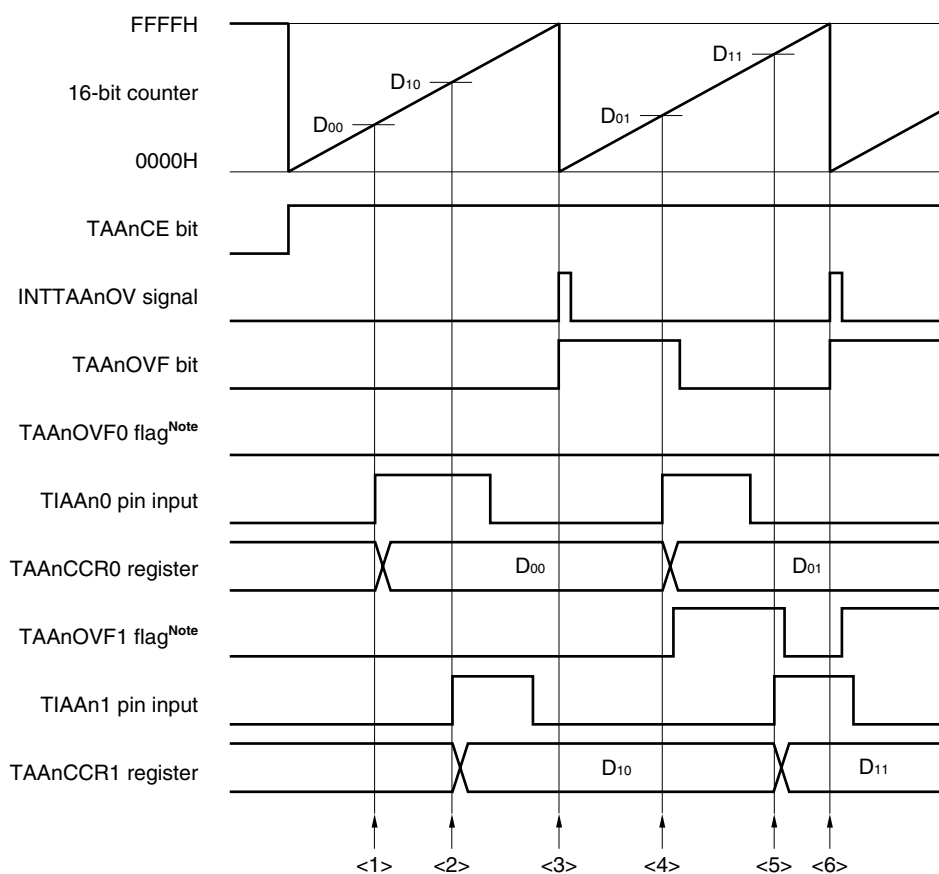 FFFFH
D10
D11
16-bit counter
D00
D01
0000H
TAAnCE bit
INTTAAnOV signal
TAAnOVF bit
TAAnOVF0 flagNote
TIAAn0 pin input
TAAnCCR0 register
D00
D01
TAAnOVF1 flagNote
TIAAn1 pin input
TAAnCCR1 register
D10
D11
<1> <2> <3> <4> <5> <6>